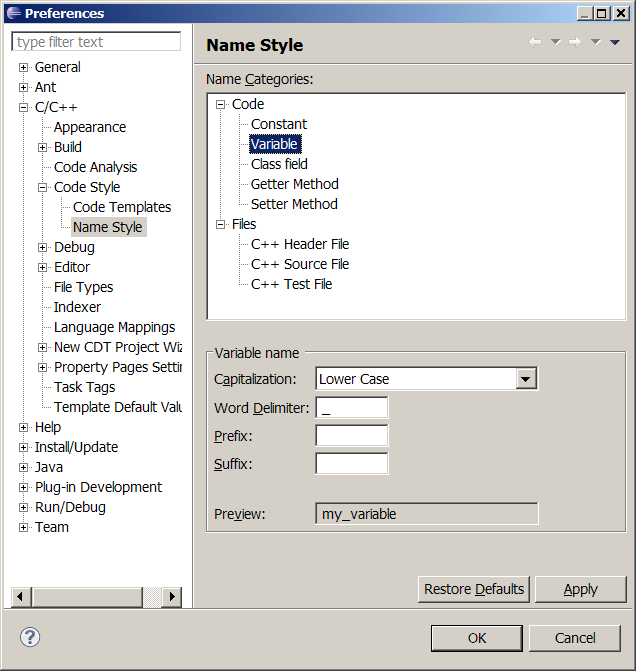 Preferences
type filter text
General
Ant
C/C++
Appearance
Build
Code Analysis
Code Style
Code Templates
Name Style
Debug
Editor
File Types
Indexer
Language Mappings
New CDT Project Wiz
Property Pages Settin
Task Tags
Template Default Valu
Help
Install/Update
Java
Plug-in Development
Run/Debug
Team
Name Style
Name Categories:
Code
Constant
Variable
Class field
Getter Method
Setter Method
Files
C++ Header File
C++ Source File
C++ Test File
Variable name
Capitalization: Lower Case
Word Delimiter: _
Prefix:
Suffix:
Preview: my_variable
Restore Defaults Apply
? OK Cancel